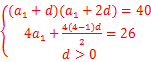 (a₁ + d)(a₁ + 2d) = 40
4a₁ + 4(4−1)d/2 = 26
d > 0